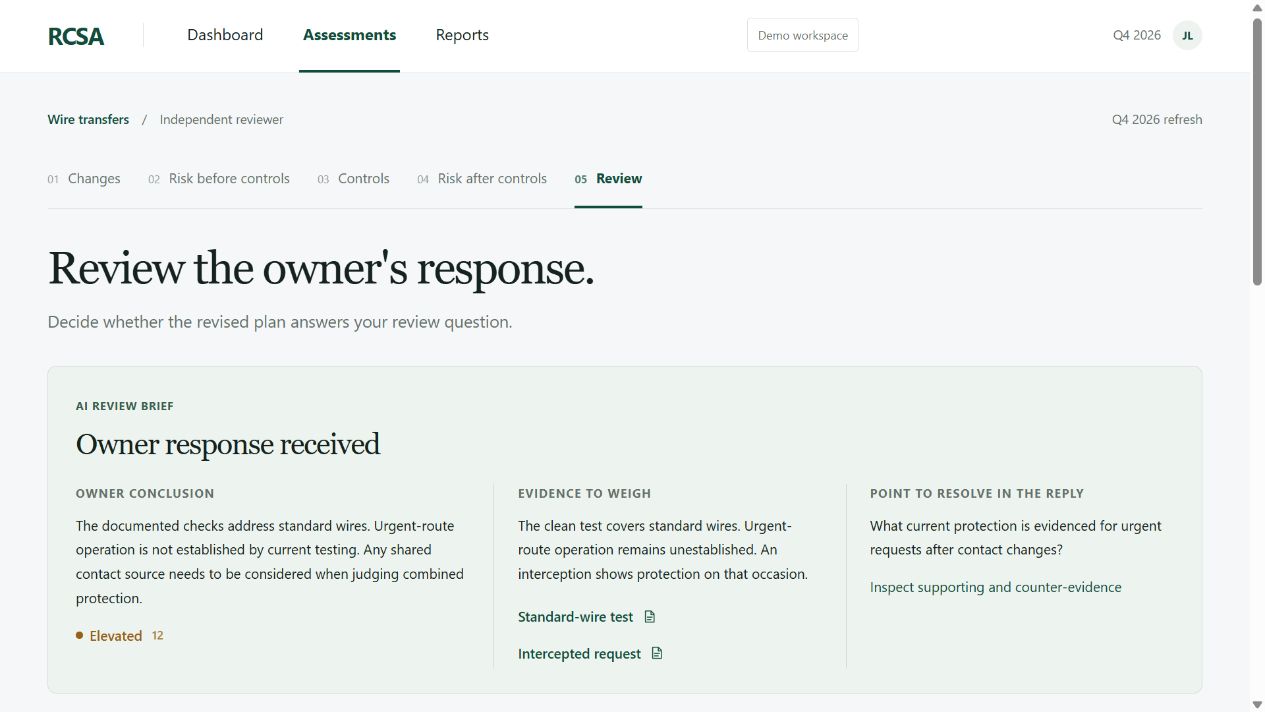 RCSA
Dashboard
Assessments
Reports
Demo workspace
Q4 2026
JL
Wire transfers / Independent reviewer
Q4 2026 refresh
01 Changes
02 Risk before controls
03 Controls
04 Risk after controls
05 Review
Review the owner's response.
Decide whether the revised plan answers your review question.
AI REVIEW BRIEF
Owner response received
OWNER CONCLUSION
The documented checks address standard wires. Urgent-route
operation is not established by current testing. Any shared
contact source needs to be considered when judging combined
protection.
Elevated 12
EVIDENCE TO WEIGH
The clean test covers standard wires. Urgent-
route operation remains unestablished. An
interception shows protection on that occasion.
Standard-wire test
Intercepted request
POINT TO RESOLVE IN THE REPLY
What current protection is evidenced for urgent
requests after contact changes?
Inspect supporting and counter-evidence